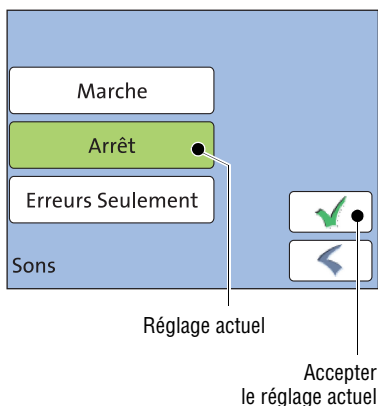 Marche
Arrêt
Erreurs Seulement
Sons
Réglage actuel
Accepter
le réglage actuel